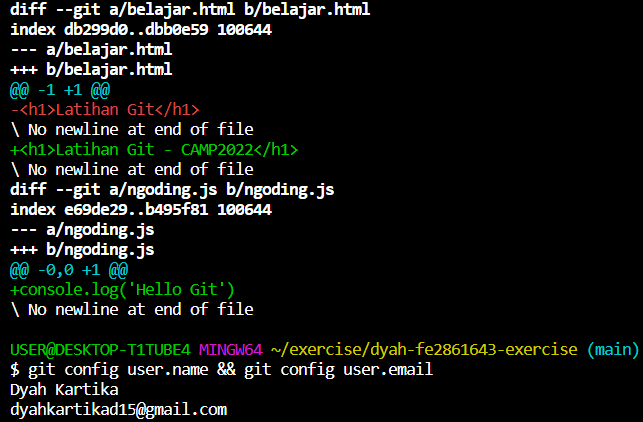 diff --git a/belajar.html b/belajar.html
index db299d0..dbb0e59 100644
--- a/belajar.html
+++ b/belajar.html
@@ -1 +1 @@
-<h1>Latihan Git</h1>
\ No newline at end of file
+<h1>Latihan Git - CAMP2022</h1>
\ No newline at end of file
diff --git a/ngoding.js b/ngoding.js
index e69de29..b495f81 100644
--- a/ngoding.js
+++ b/ngoding.js
@@ -0,0 +1 @@
+console.log('Hello Git')
\ No newline at end of file
USER@DESKTOP-T1TUBE4 MINGW64 ~/exercise/dyah-fe2861643-exercise (main)
$ git config user.name && git config user.email
Dyah Kartika
dyahkartikad15@gmail.com